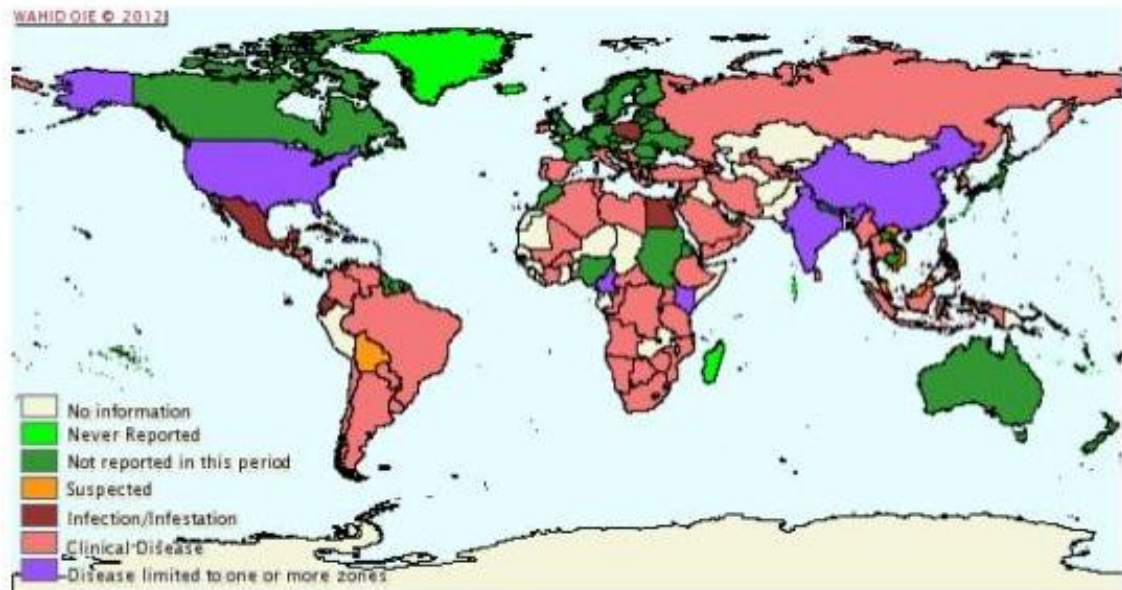 WAHID OIE © 2012
No information
Never Reported
Not reported in this period
Suspected
Infection/Infestation
Clinical Disease
Disease limited to one or more zones